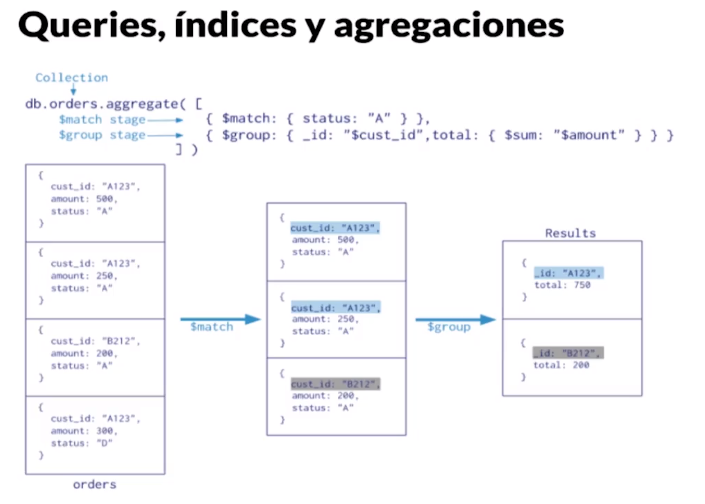 Queries, índices y agregaciones
Collection
db.orders.aggregate( [
$match stage
{ $match: { status: "A" } },
$group stage
{ $group: { _id: "$cust_id",total: { $sum: "$amount" } } }
] )
{
cust_id: "A123",
amount: 500,
status: "A"
}
{
cust_id: "A123",
amount: 250,
status: "A"
}
{
cust_id: "B212",
amount: 200,
status: "A"
}
{
cust_id: "A123",
amount: 300,
status: "D"
}
orders
$match
{
cust_id: "A123",
amount: 500,
status: "A"
}
{
cust_id: "A123",
amount: 250,
status: "A"
}
{
cust_id: "B212",
amount: 200,
status: "A"
}
$group
Results
{
_id: "A123",
total: 750
}
{
_id: "B212",
total: 200
}